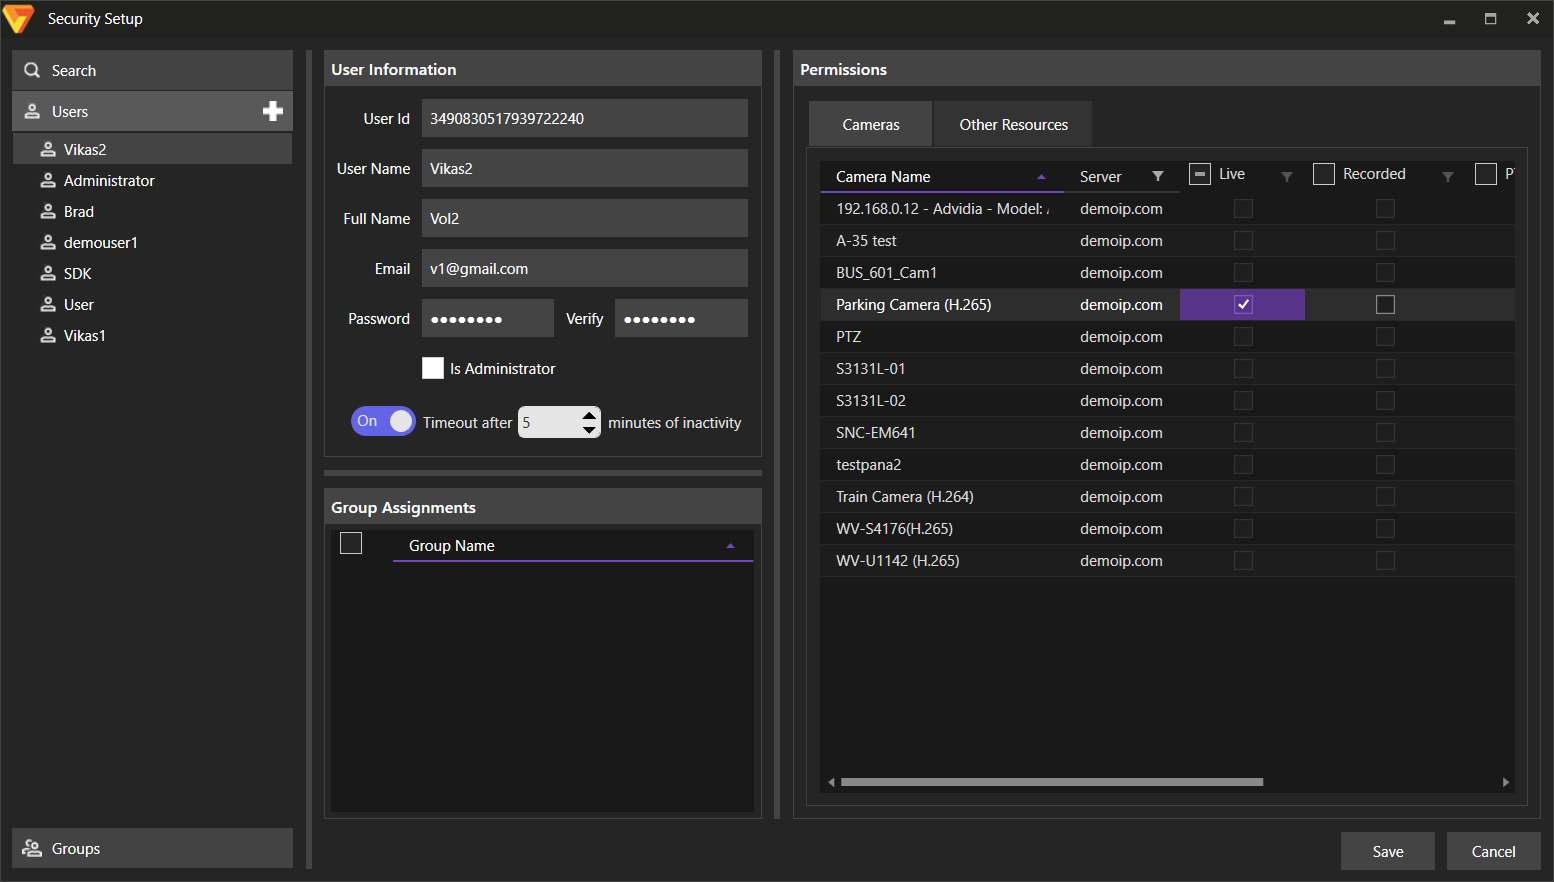 Security Setup
Search
Users
Vikas2
Administrator
Brad
demouser1
SDK
User
Vikas1
Groups
User Information
User Id 3490830517939722240
User Name Vikas2
Full Name Vol2
Email v1@gmail.com
Password ●●●●●●●● Verify ●●●●●●●●
Is Administrator
On Timeout after 5 minutes of inactivity
Group Assignments
Group Name
Permissions
Cameras Other Resources
Camera Name Server Live Recorded
192.168.0.12 - Advidia - Model: demoip.com
A-35 test demoip.com
BUS_601_Cam1 demoip.com
Parking Camera (H.265) demoip.com
PTZ demoip.com
S3131L-01 demoip.com
S3131L-02 demoip.com
SNC-EM641 demoip.com
testpana2 demoip.com
Train Camera (H.264) demoip.com
WV-S4176(H.265) demoip.com
WV-U1142 (H.265) demoip.com
Save Cancel